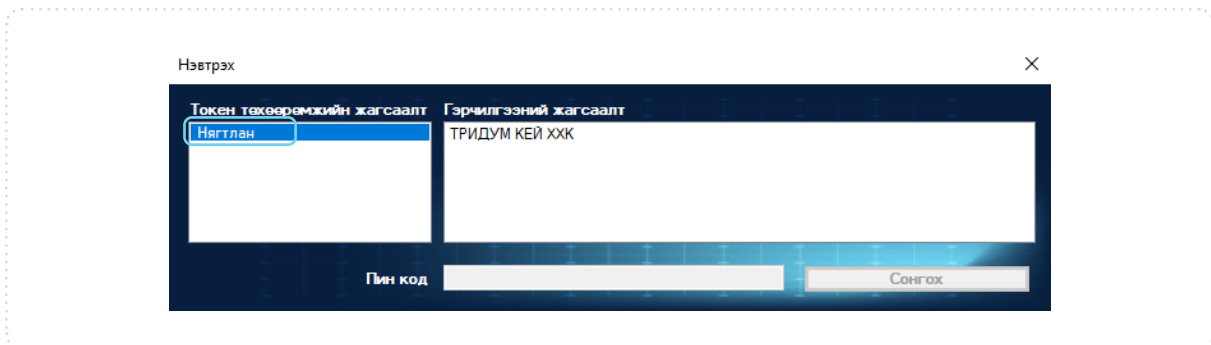 Нэвтрэх
Токен төхөөрөмжийн жагсаалт Гэрчилгээний жагсаалт
Нягтлан
ТРИДУМ КЕЙ ХХК
Пин код
Сонгох